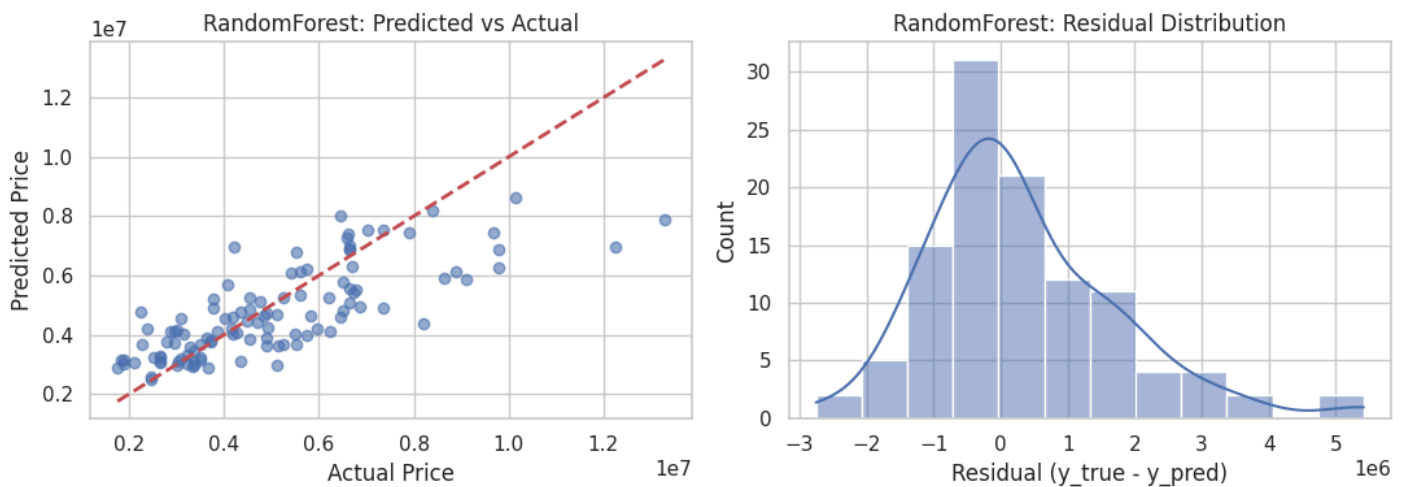 RandomForest: Predicted vs Actual
1e7
1.2
1.0
0.8
0.6
0.4
0.2
Predicted Price
0.2 0.4 0.6 0.8 1.0 1.2
1e7
Actual Price
RandomForest: Residual Distribution
30
25
20
15
10
5
0
Count
−3 −2 −1 0 1 2 3 4 5
1e6
Residual (y_true - y_pred)